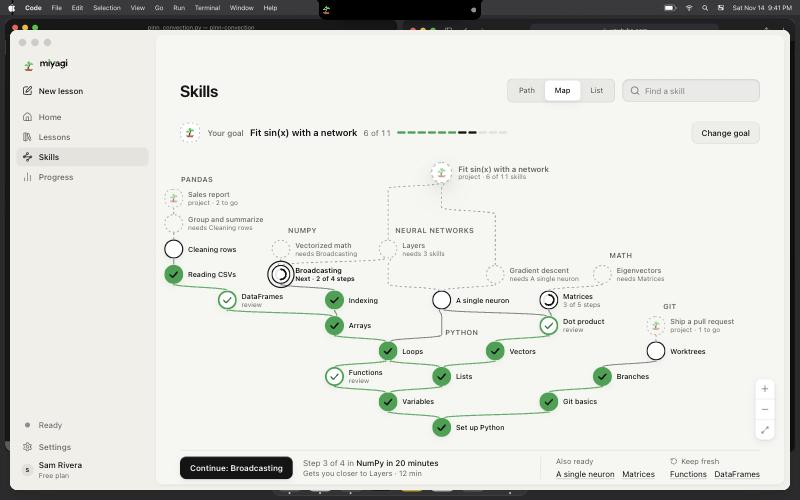 Code File Edit Selection View Go Run Terminal Window Help
Sat Nov 14 9:41 PM
pinn_convection.py — pinn-convection
miyagi
New lesson
Home
Lessons
Skills
Progress
Ready
Settings
S
Sam Rivera
Free plan
Skills
Path Map List
Find a skill
Your goal Fit sin(x) with a network 6 of 11
Change goal
Fit sin(x) with a network
project · 6 of 11 skills
PANDAS
Sales report
project · 2 to go
Group and summarize
needs Cleaning rows
Cleaning rows
Reading CSVs
DataFrames
review
NUMPY
Vectorized math
needs Broadcasting
Broadcasting
Next · 2 of 4 steps
Indexing
Arrays
NEURAL NETWORKS
Layers
needs 3 skills
Gradient descent
needs A single neuron
A single neuron
MATH
Eigenvectors
needs Matrices
Matrices
3 of 5 steps
Dot product
review
Vectors
PYTHON
Loops
Functions
review
Lists
Variables
Set up Python
GIT
Ship a pull request
project · 1 to go
Worktrees
Branches
Git basics
+
−
Continue: Broadcasting
Step 3 of 4 in NumPy in 20 minutes
Gets you closer to Layers · 12 min
Also ready
A single neuron Matrices
Keep fresh
Functions DataFrames